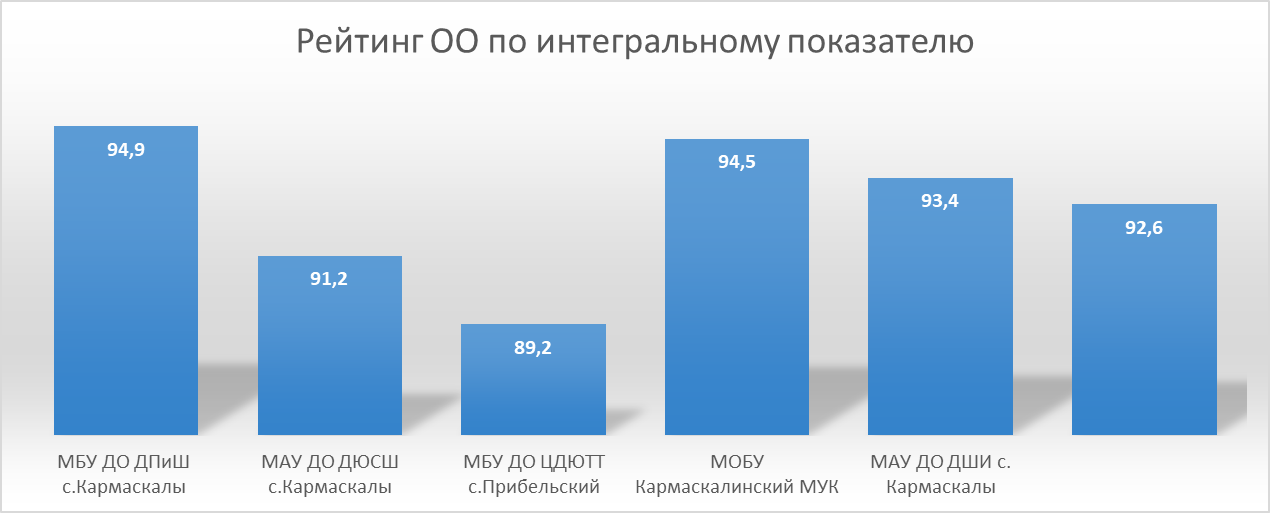 Рейтинг ОО по интегральному показателю
94,9
91,2
89,2
94,5
93,4
92,6
МБУ ДО ДПиШ
с.Кармаскалы
МАУ ДО ДЮСШ
с.Кармаскалы
МБУ ДО ЦДЮТТ
с.Прибельский
МОБУ
Кармаскалинский МУК
МАУ ДО ДШИ с.
Кармаскалы